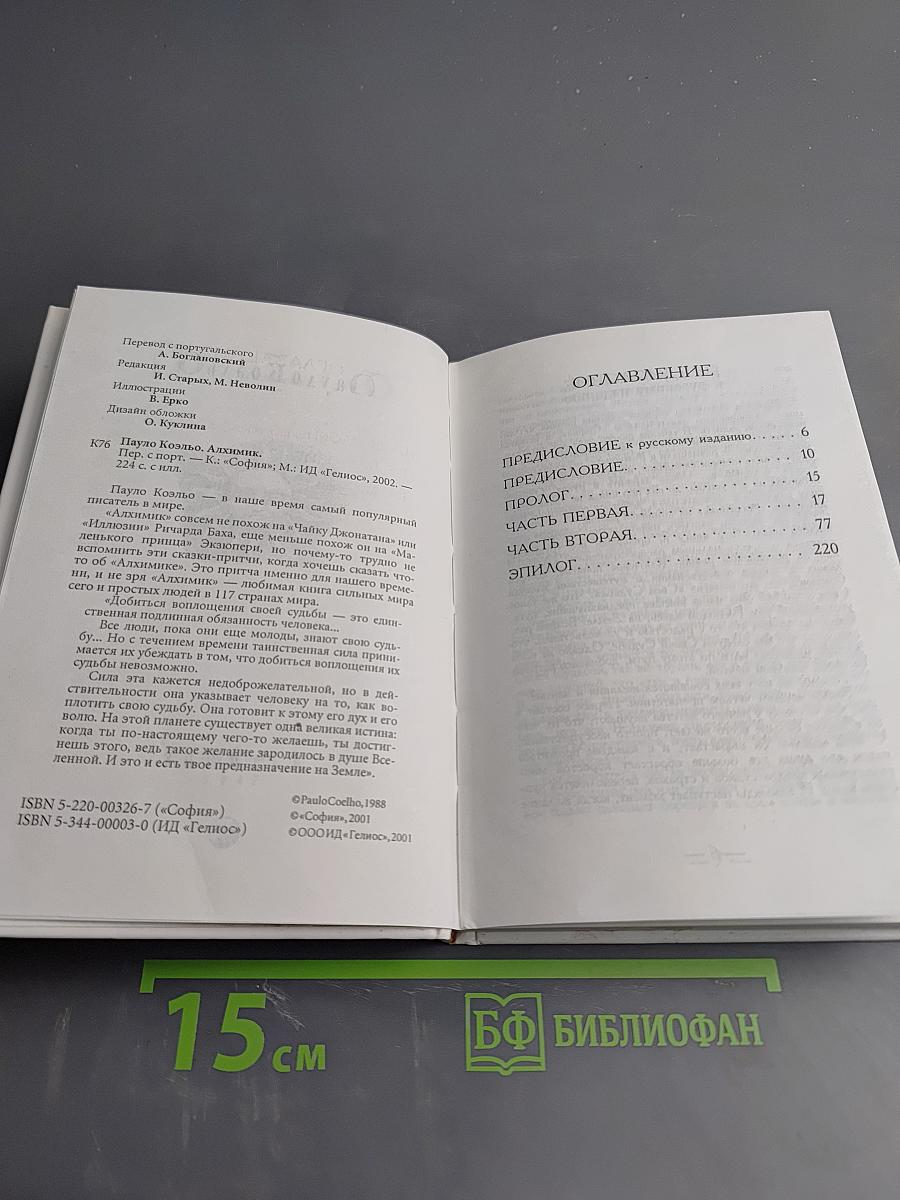 Перевод с португальского
А. Богдановский
Редакция
И. Старых, М. Неволин
Иллюстрации
В. Ерко
Дизайн обложки
О. Куклина
К76 Пауло Коэльо. Алхимик.
Пер. с порт. — К.: «София»; М.: ИД «Гелиос», 2002. —
224 с. с илл.
Пауло Коэльо — в наше время самый популярный
писатель в мире.
«Алхимик» совсем не похож на «Чайку Джонатана» или
«Иллюзии» Ричарда Баха, еще меньше похож он на «Ма-
ленького принца» Экзюпери, но почему-то трудно не
вспомнить эти сказки-притчи, когда хочешь сказать что-
то об «Алхимике». Это притча именно для нашего време-
ни, и не зря «Алхимик» — любимая книга сильных мира
сего и простых людей в 117 странах мира.
«Добиться воплощения своей судьбы — это един-
ственная подлинная обязанность человека...
Все люди, пока они еще молоды, знают свою судь-
бу... Но с течением времени таинственная сила прини-
мается их убеждать в том, что добиться воплощения их
судьбы невозможно.
Сила эта кажется недоброжелательной, но в дей-
ствительности она указывает человеку на то, как во-
плотить свою судьбу. Она готовит к этому его дух и его
волю. На этой планете существует одна великая истина:
когда ты по-настоящему чего-то желаешь, ты достиг-
нешь этого, ведь такое желание зародилось в душе Все-
ленной. И это и есть твое предназначение на Земле».
ISBN 5-220-00326-7 («София»)
ISBN 5-344-00003-0 (ИД «Гелиос»)
©PauloCoelho,1988
©«София»,2001
©ООО ИД «Гелиос»,2001
ОГЛАВЛЕНИЕ
ПРЕДИСЛОВИЕ к русскому изданию..... 6
ПРЕДИСЛОВИЕ.................... 10
ПРОЛОГ......................... 15
ЧАСТЬ ПЕРВАЯ................... 17
ЧАСТЬ ВТОРАЯ................... 77
ЭПИЛОГ......................... 220
15 см
БФ БИБЛИОФАН